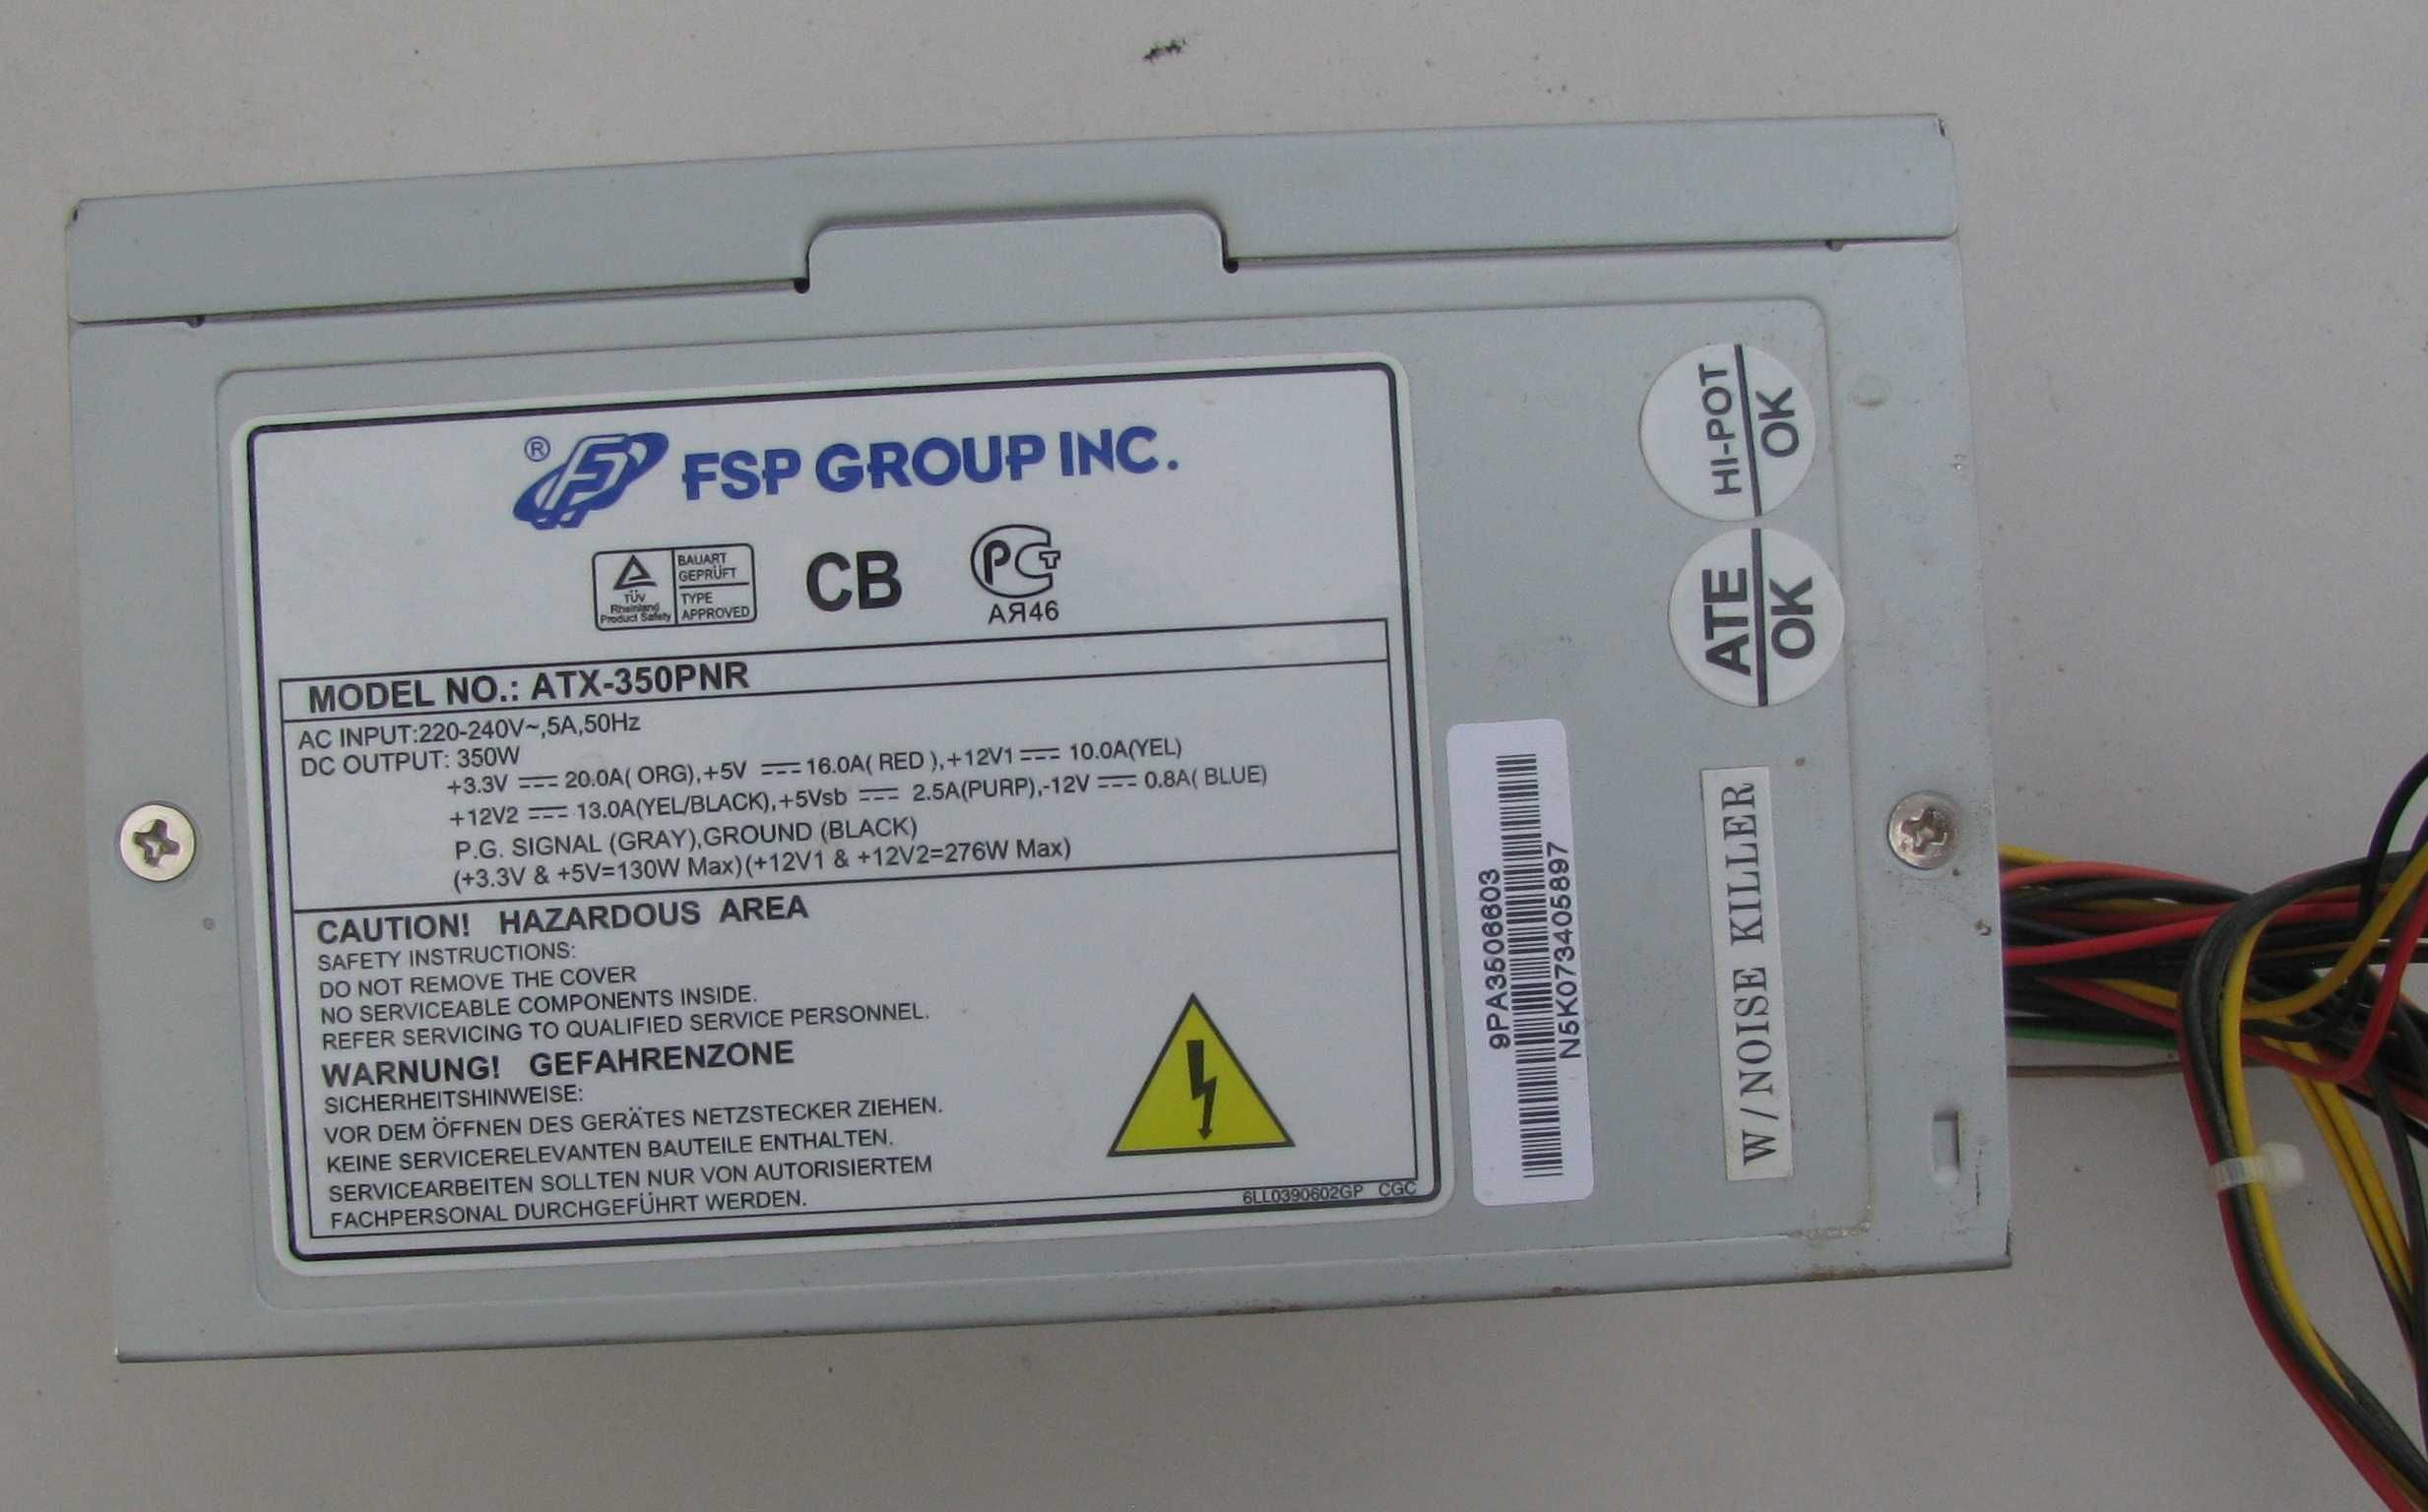 ® FSP GROUP INC.
TÜV
Rheinland
Product Safety
BAUART
GEPRÜFT
TYPE
APPROVED
CB
РСТ
АЯ46
MODEL NO.: ATX-350PNR
AC INPUT:220-240V~,5A,50Hz
DC OUTPUT: 350W
+3.3V ⎓ 20.0A( ORG),+5V ⎓ 16.0A( RED ),+12V1 ⎓ 10.0A(YEL)
+12V2 ⎓ 13.0A(YEL/BLACK),+5Vsb ⎓ 2.5A(PURP),-12V ⎓ 0.8A( BLUE)
P.G. SIGNAL (GRAY),GROUND (BLACK)
(+3.3V & +5V=130W Max)(+12V1 & +12V2=276W Max)
CAUTION! HAZARDOUS AREA
SAFETY INSTRUCTIONS:
DO NOT REMOVE THE COVER
NO SERVICEABLE COMPONENTS INSIDE.
REFER SERVICING TO QUALIFIED SERVICE PERSONNEL.
WARNUNG! GEFAHRENZONE
SICHERHEITSHINWEISE:
VOR DEM ÖFFNEN DES GERÄTES NETZSTECKER ZIEHEN.
KEINE SERVICERELEVANTEN BAUTEILE ENTHALTEN.
SERVICEARBEITEN SOLLTEN NUR VON AUTORISIERTEM
FACHPERSONAL DURCHGEFÜHRT WERDEN.
6LL0390602GP CGC
9PA3506603
N5K073405897
HI-POT
OK
ATE
OK
W/NOISE KILLER